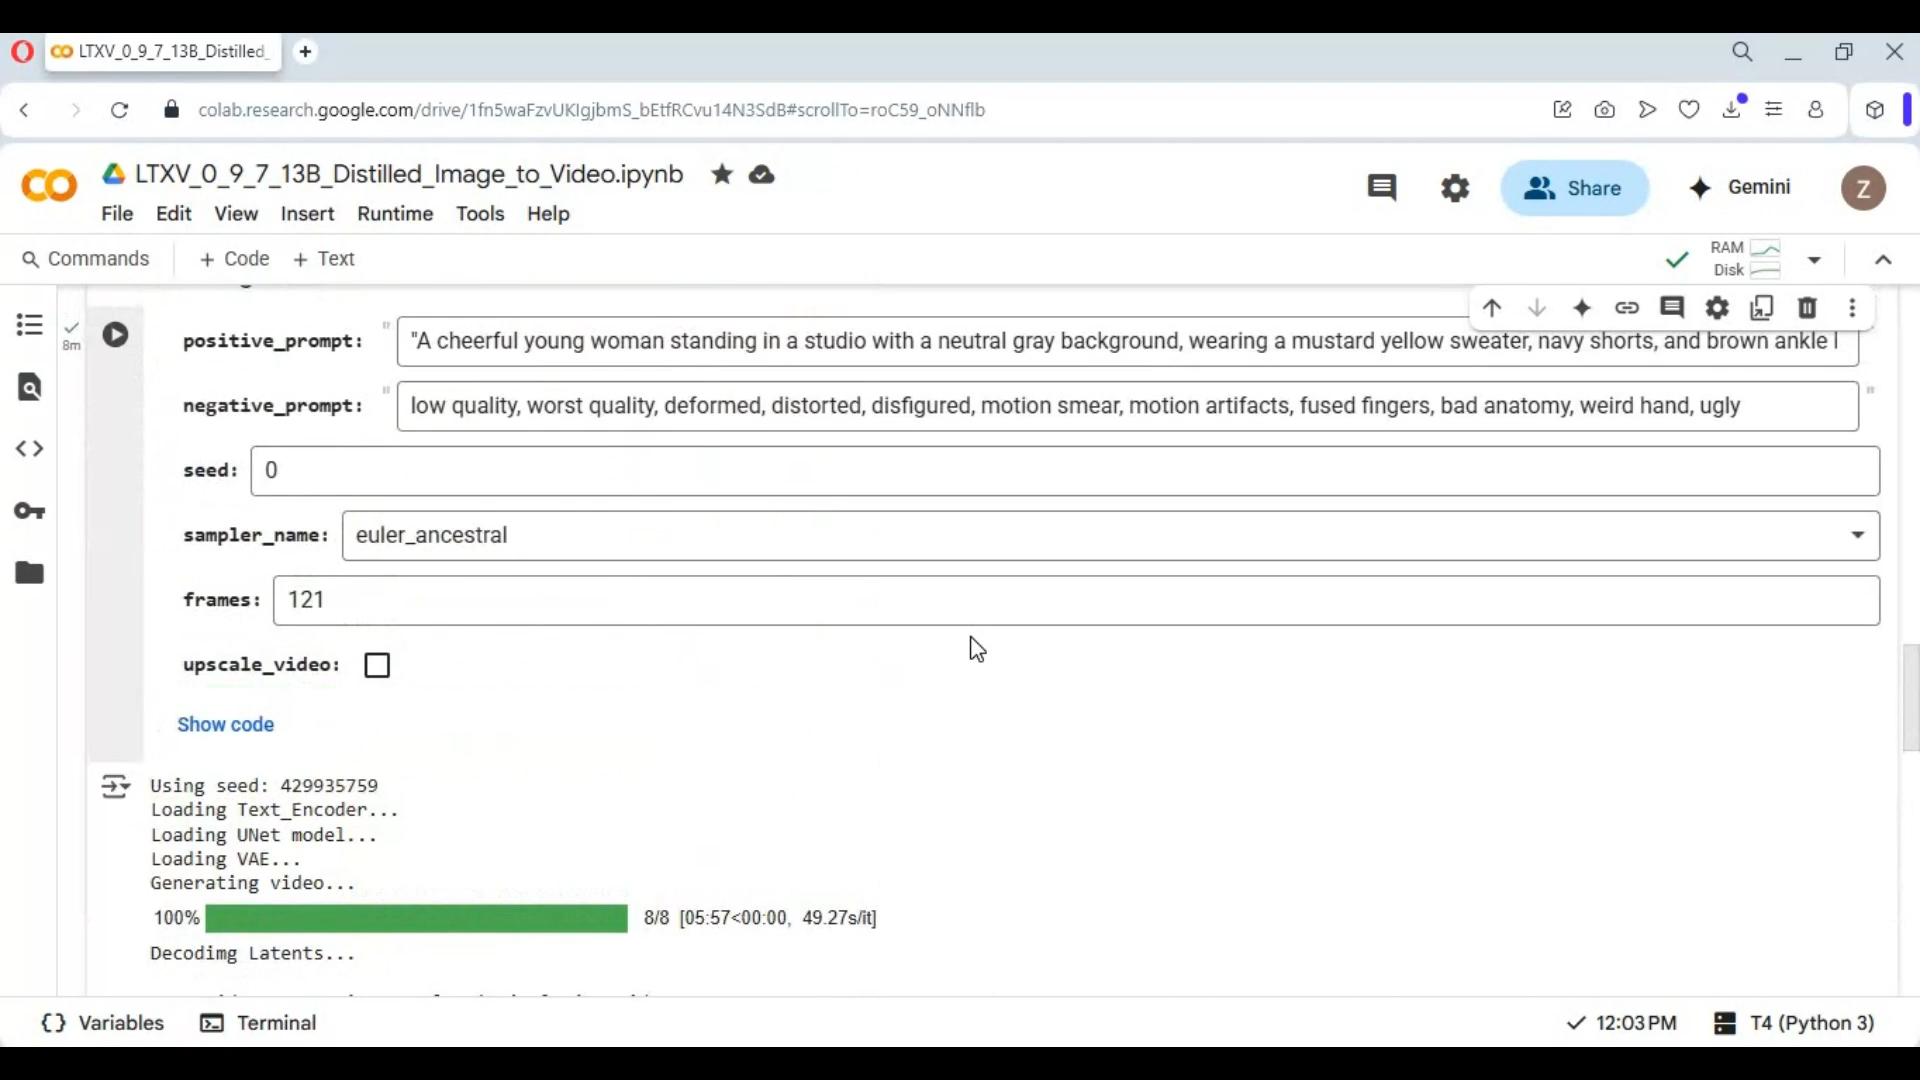 LTXV_0_9_7_13B_Distilled_
colab.research.google.com/drive/1fn5waFzvUKIgjbmS_bEtfRCvu14N3SdB#scrollTo=roC59_oNNflb
LTXV_0_9_7_13B_Distilled_Image_to_Video.ipynb
Share
Gemini
Z
File Edit View Insert Runtime Tools Help
Commands + Code + Text
RAM
Disk
8m
positive_prompt: " "A cheerful young woman standing in a studio with a neutral gray background, wearing a mustard yellow sweater, navy shorts, and brown ankle
negative_prompt: " low quality, worst quality, deformed, distorted, disfigured, motion smear, motion artifacts, fused fingers, bad anatomy, weird hand, ugly "
seed: 0
sampler_name: euler_ancestral
frames: 121
upscale_video:
Show code
Using seed: 429935759
Loading Text_Encoder...
Loading UNet model...
Loading VAE...
Generating video...
100% 8/8 [05:57<00:00, 49.27s/it]
Decodimg Latents...
Variables Terminal
12:03 PM T4 (Python 3)